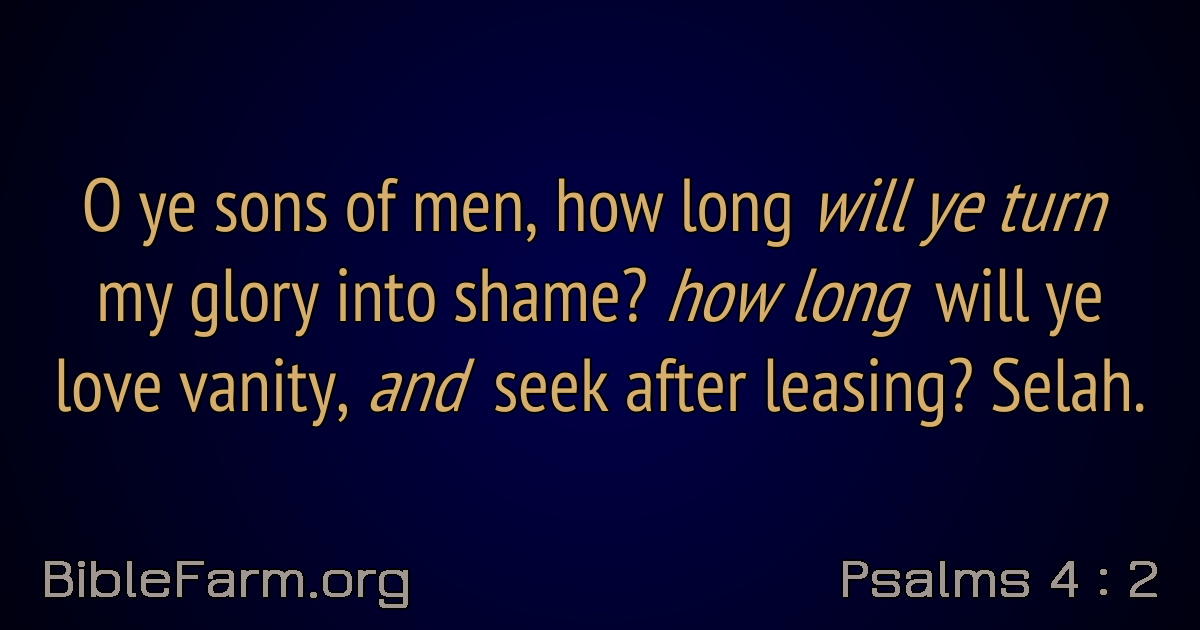 O ye sons of men, how long will ye turn
my glory into shame? how long will ye
love vanity, and seek after leasing? Selah.
BibleFarm.org
Psalms 4 : 2